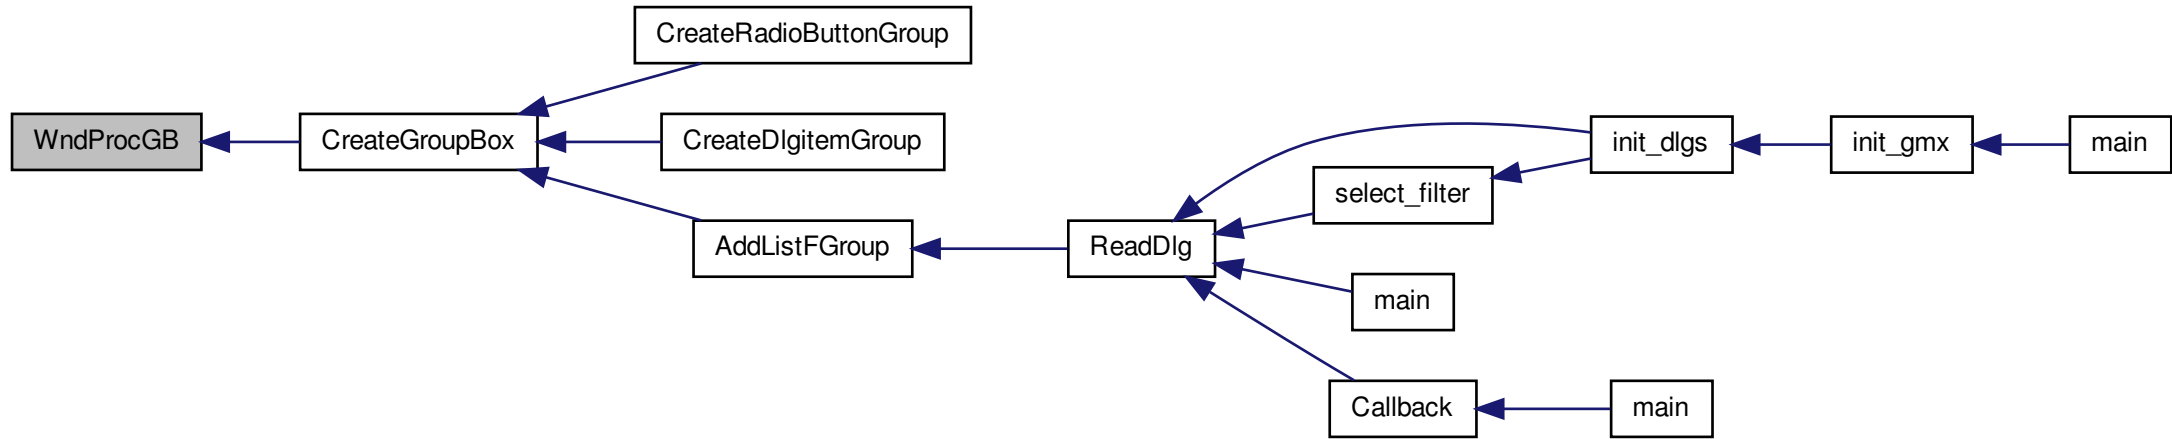 CreateRadioButtonGroup
WndProcGB
CreateGroupBox
CreateDlgitemGroup
init_dlgs
init_gmx
main
select_filter
AddListFGroup
ReadDlg
main
Callback
main